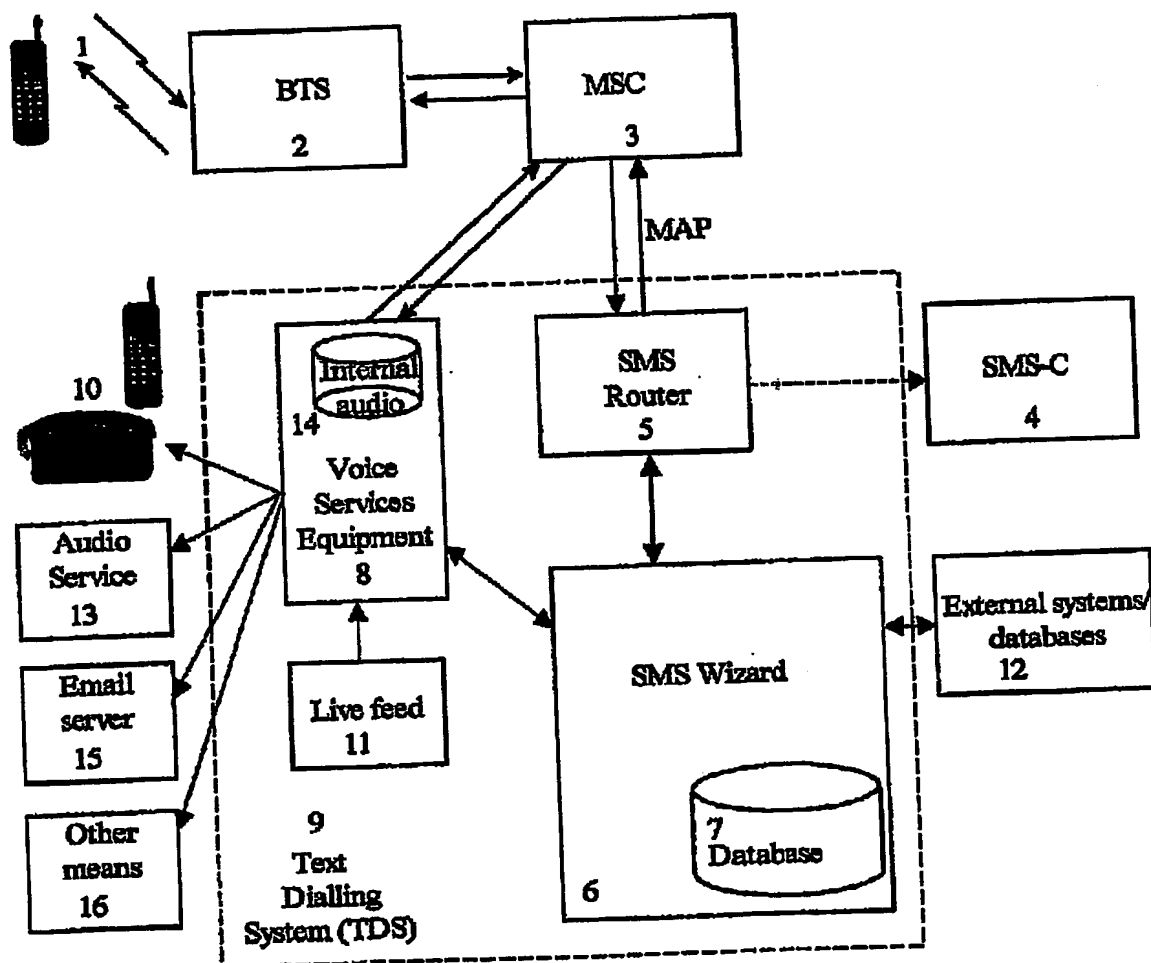 1
BTS
2
MSC
3
MAP
10
Internal
audio
14
Voice
Services
Equipment
8
SMS
Router
5
SMS-C
4
Audio
Service
13
Email
server
15
Other
means
16
Live feed
11
SMS Wizard
7
Database
6
External systems/
databases
12
9
Text
Dialling
System (TDS)